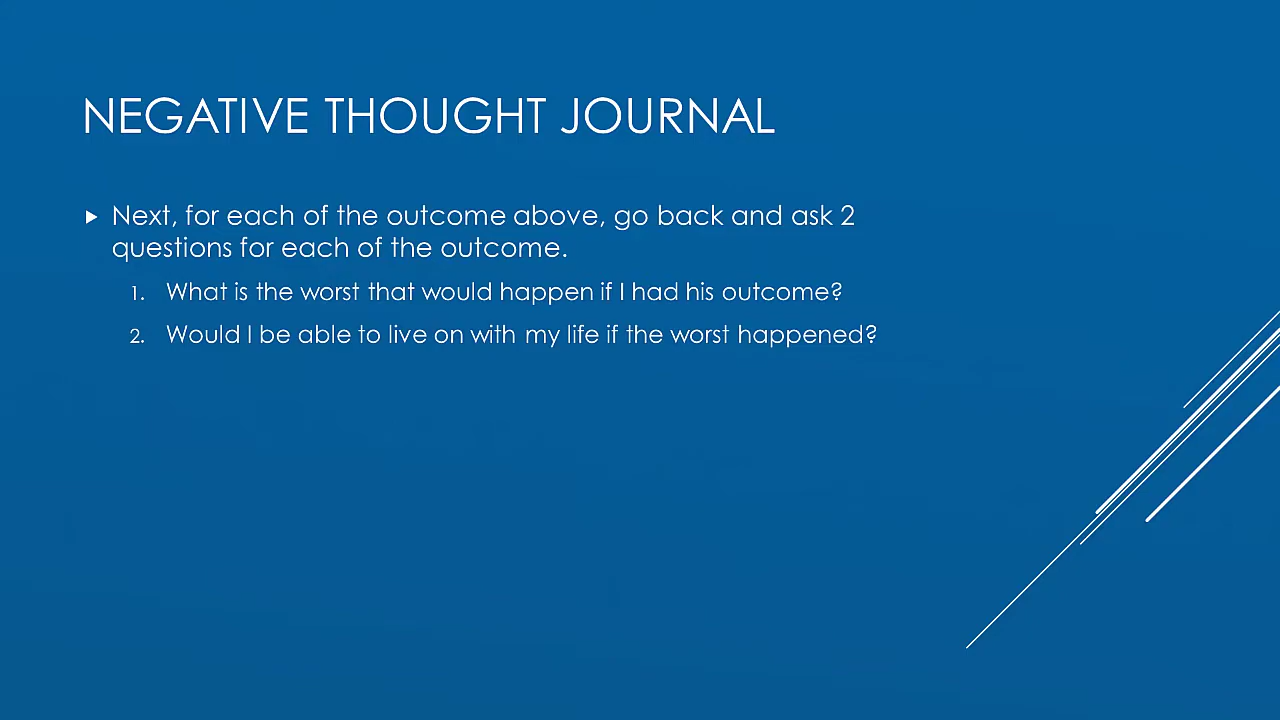 NEGATIVE THOUGHT JOURNAL
Next, for each of the outcome above, go back and ask 2
questions for each of the outcome.
1. What is the worst that would happen if I had his outcome?
2. Would I be able to live on with my life if the worst happened?